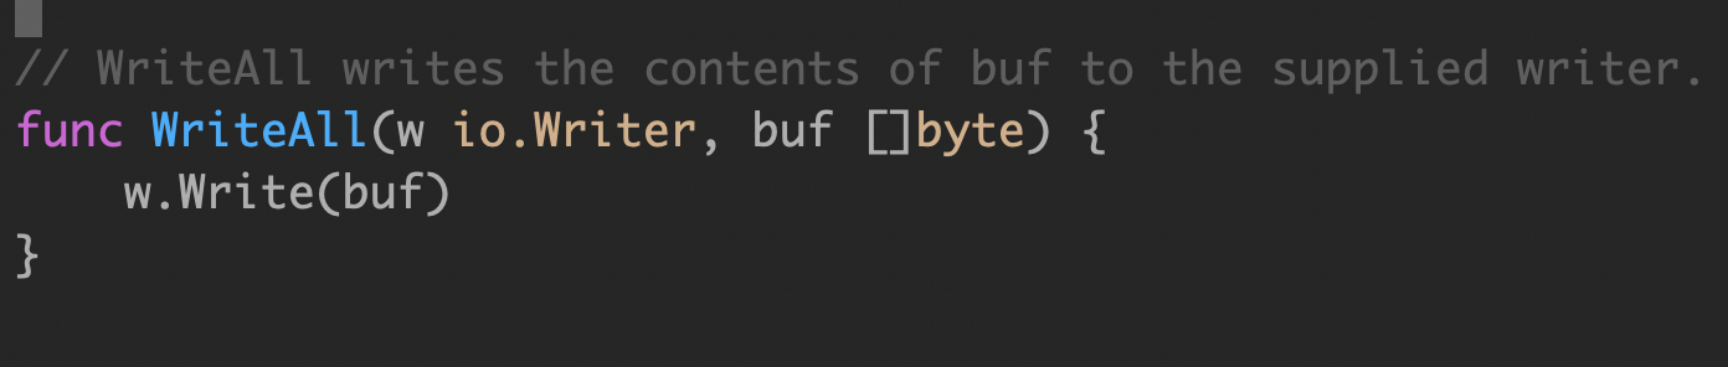 // WriteAll writes the contents of buf to the supplied writer.
func WriteAll(w io.Writer, buf []byte) {
    w.Write(buf)
}